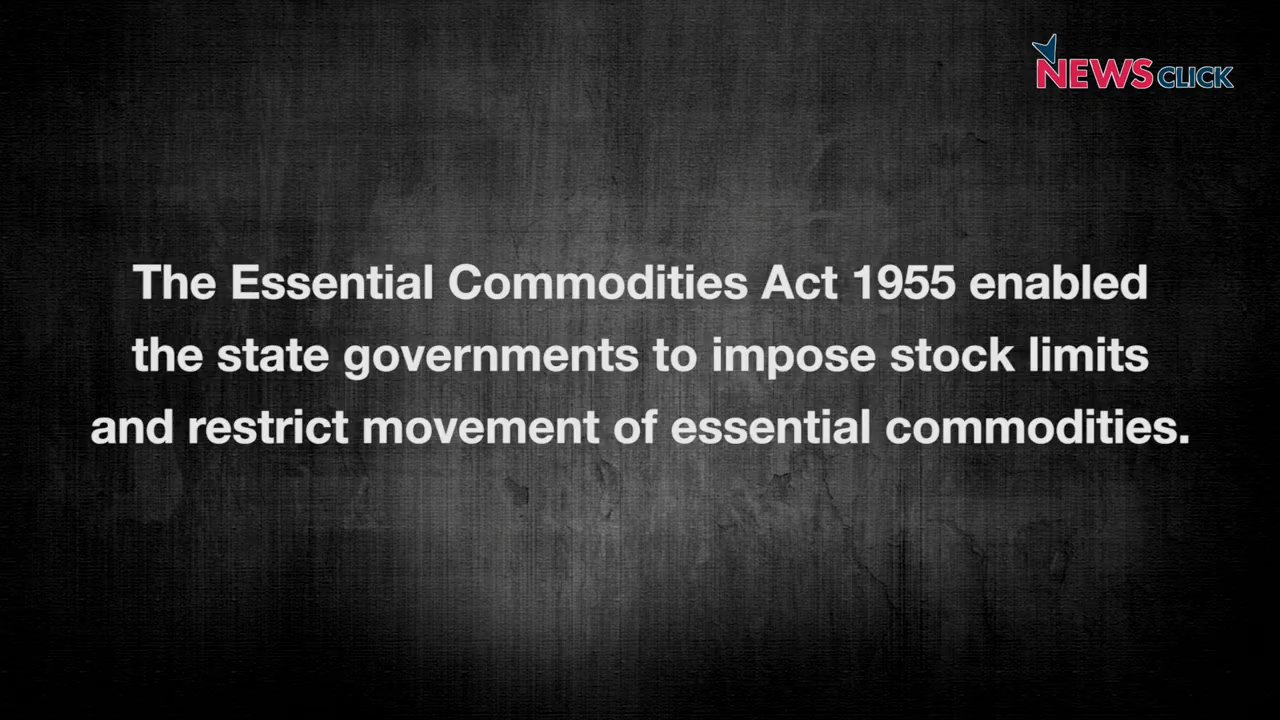 NEWSCLICK
The Essential Commodities Act 1955 enabled
the state governments to impose stock limits
and restrict movement of essential commodities.